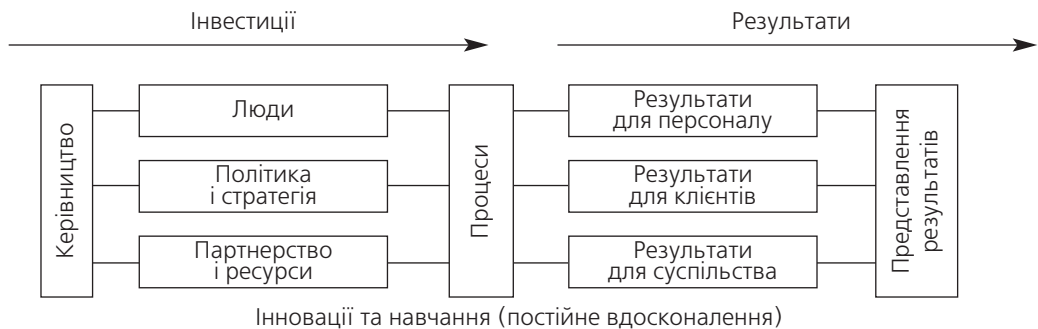 Інвестиції
Результати
Керівництво
Люди
Політика
і стратегія
Партнерство
і ресурси
Процеси
Результати
для персоналу
Результати
для клієнтів
Результати
для суспільства
Представлення
результатів
Інновації та навчання (постійне вдосконалення)